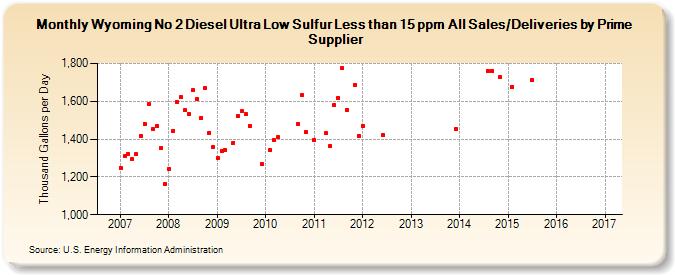 Monthly Wyoming No 2 Diesel Ultra Low Sulfur Less than 15 ppm All Sales/Deliveries by Prime
Supplier
Thousand Gallons per Day
1,800
1,600
1,400
1,200
1,000
2007 2008 2009 2010 2011 2012 2013 2014 2015 2016 2017
Source: U.S. Energy Information Administration